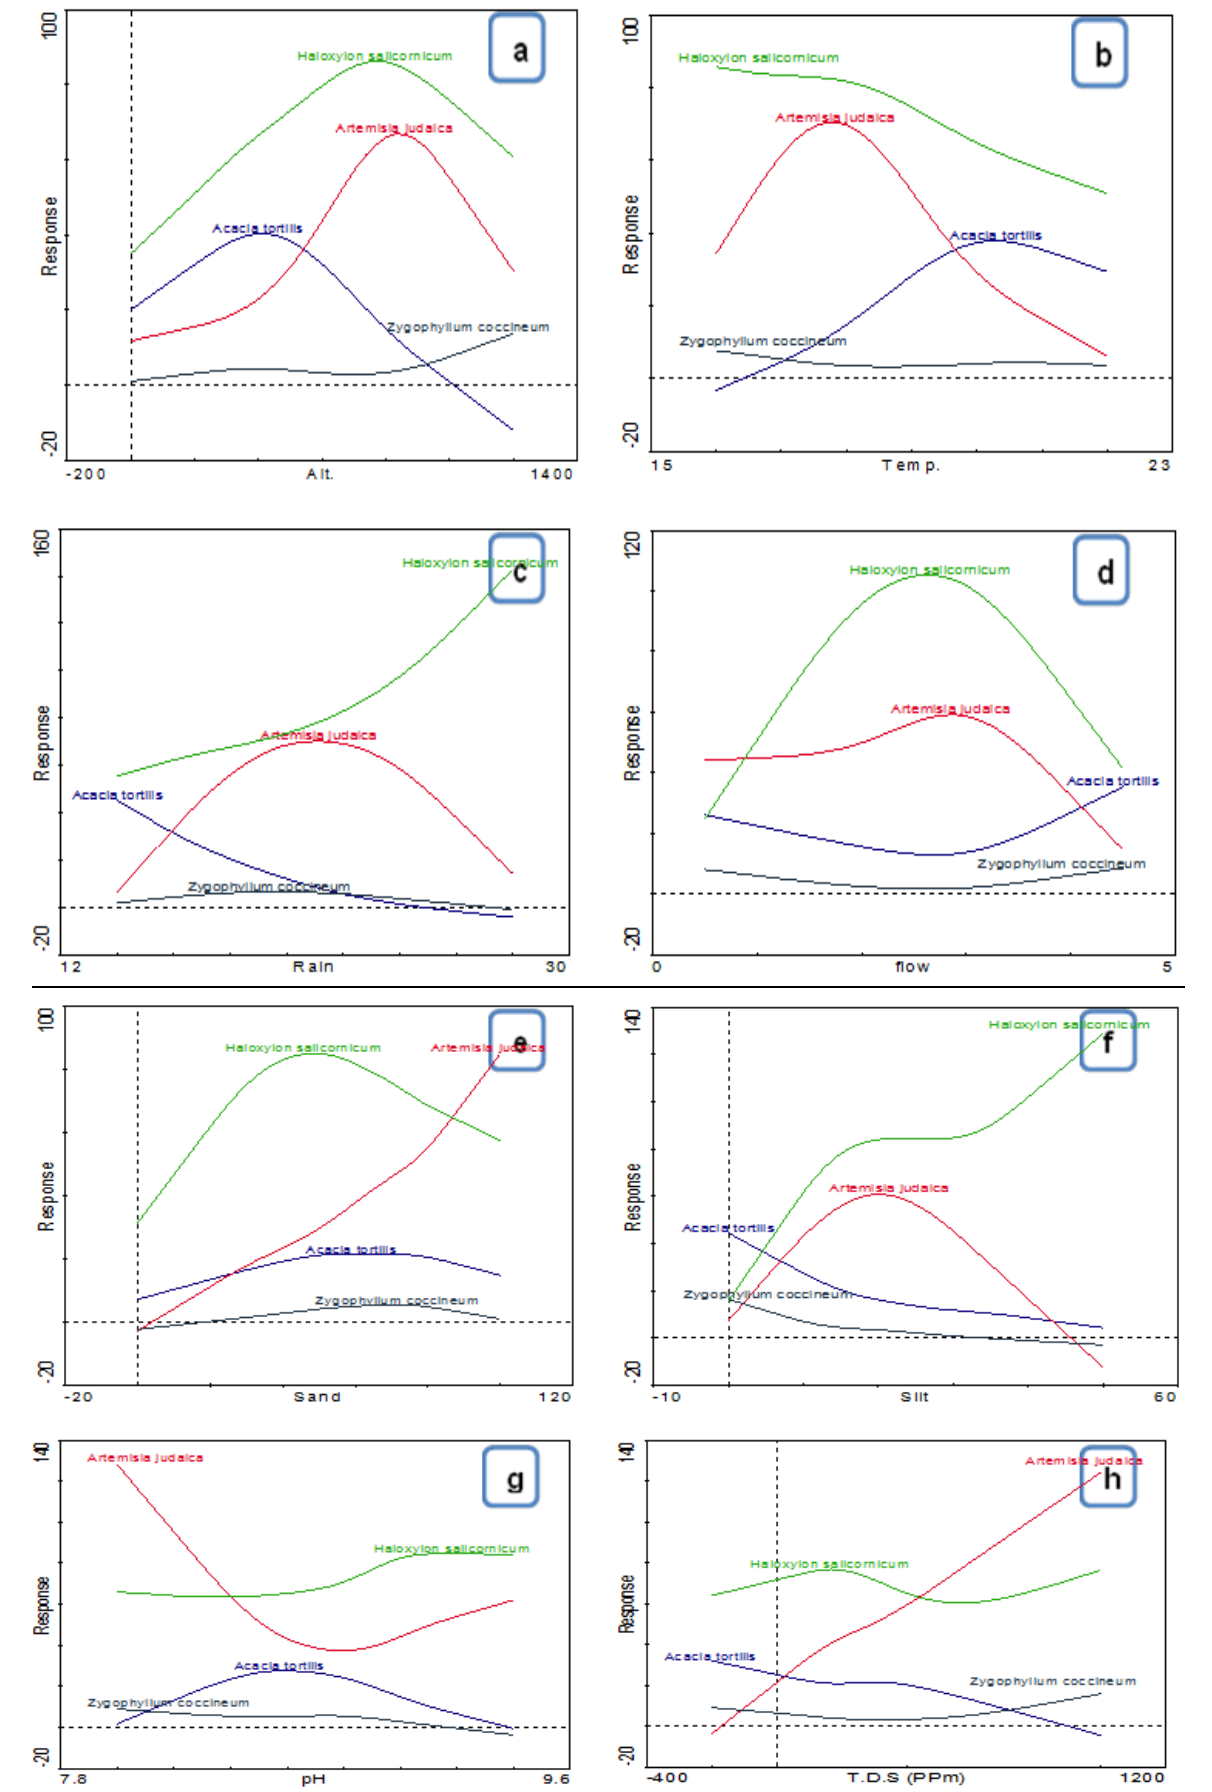 100
a
Haloxylon salicornicum
Artemisia judaica
Acacia tortilis
Zygophyllum coccineum
Response
-20
-200
Alt.
1400
100
b
Haloxylon salicornicum
Artemisia judaica
Acacia tortilis
Zygophyllum coccineum
Response
-20
15
Temp.
23
160
c
Haloxylon salicornicum
Artemisia judaica
Acacia tortilis
Zygophyllum coccineum
Response
-20
12
Rain
30
120
d
Haloxylon salicornicum
Artemisia judaica
Acacia tortilis
Zygophyllum coccineum
Response
-20
0
flow
5
100
e
Haloxylon salicornicum
Artemisia judaica
Acacia tortilis
Zygophyllum coccineum
Response
-20
-20
Sand
120
140
f
Haloxylon salicornicum
Artemisia judaica
Acacia tortilis
Zygophyllum coccineum
Response
-20
-10
Silt
60
140
g
Artemisia judaica
Haloxylon salicornicum
Acacia tortilis
Zygophyllum coccineum
Response
-20
7.8
pH
9.6
140
h
Artemisia judaica
Haloxylon salicornicum
Acacia tortilis
Zygophyllum coccineum
Response
-20
-400
T.D.S (PPm)
1200